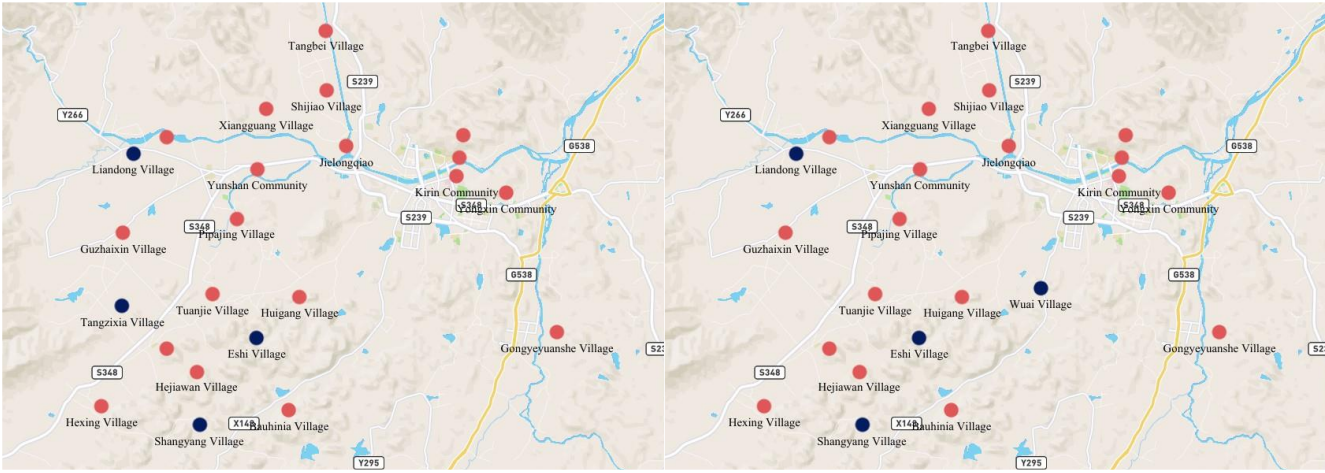 Tangbei Village
S239
Shijiao Village
Y266
Xiangguang Village
G538
Jielongqiao
Liandong Village
Yunshan Community
Kirin Community
S348
Yongxin Community
S239
S348
Pipajing Village
Guzhaixin Village
G538
Tuanjie Village
Huigang Village
Tangzixia Village
Gongyeyuanshe Village
Eshi Village
S348
Hejiawan Village
Hexing Village
Bauhinia Village
Shangyang Village
Y295
Tangbei Village
S239
Shijiao Village
Y266
Xiangguang Village
G538
Jielongqiao
Liandong Village
Yunshan Community
Kirin Community
S348
Yongxin Community
S239
S348
Pipajing Village
Guzhaixin Village
G538
Wuai Village
Tuanjie Village
Huigang Village
Gongyeyuanshe Village
Eshi Village
S348
Hejiawan Village
Hexing Village
Bauhinia Village
Shangyang Village
Y295